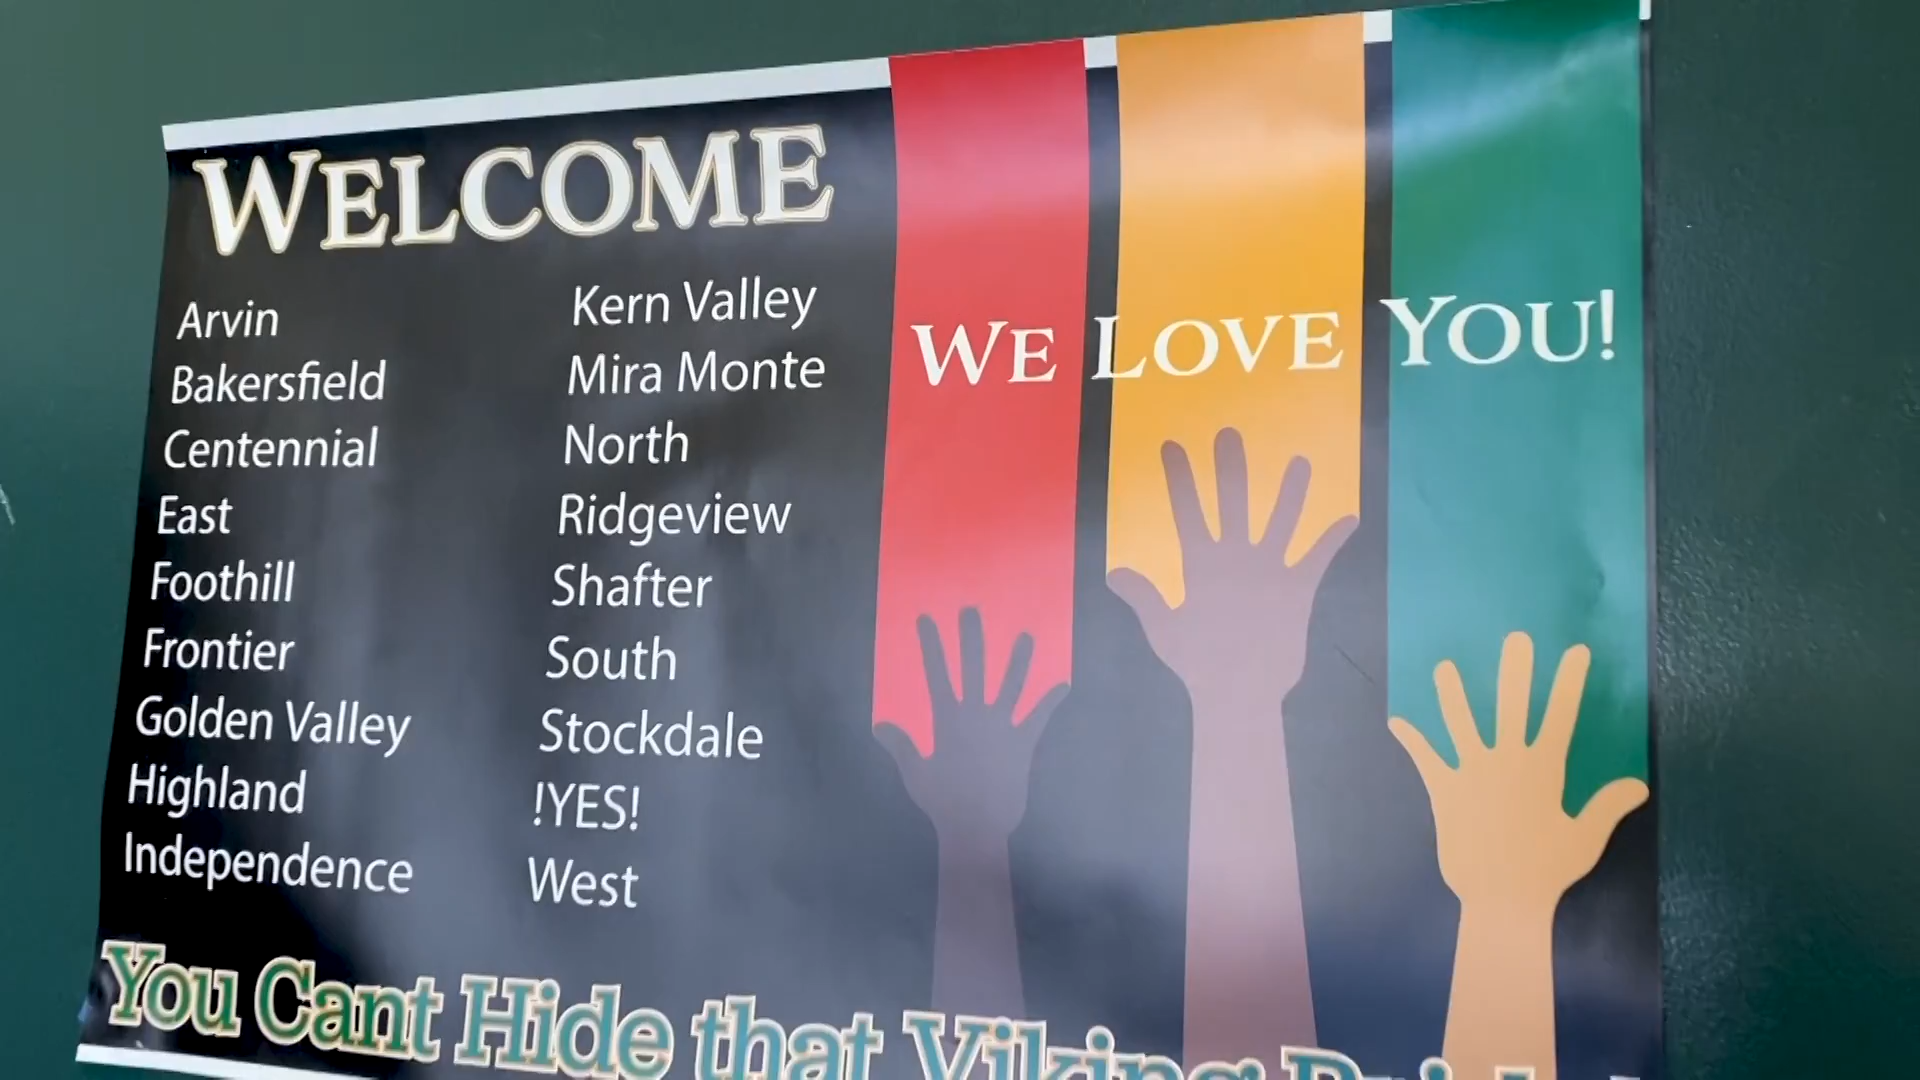 WELCOME
Arvin
Bakersfield
Centennial
East
Foothill
Frontier
Golden Valley
Highland
Independence
Kern Valley
Mira Monte
North
Ridgeview
Shafter
South
Stockdale
!YES!
West
WE LOVE YOU!
You Cant Hide that Viking